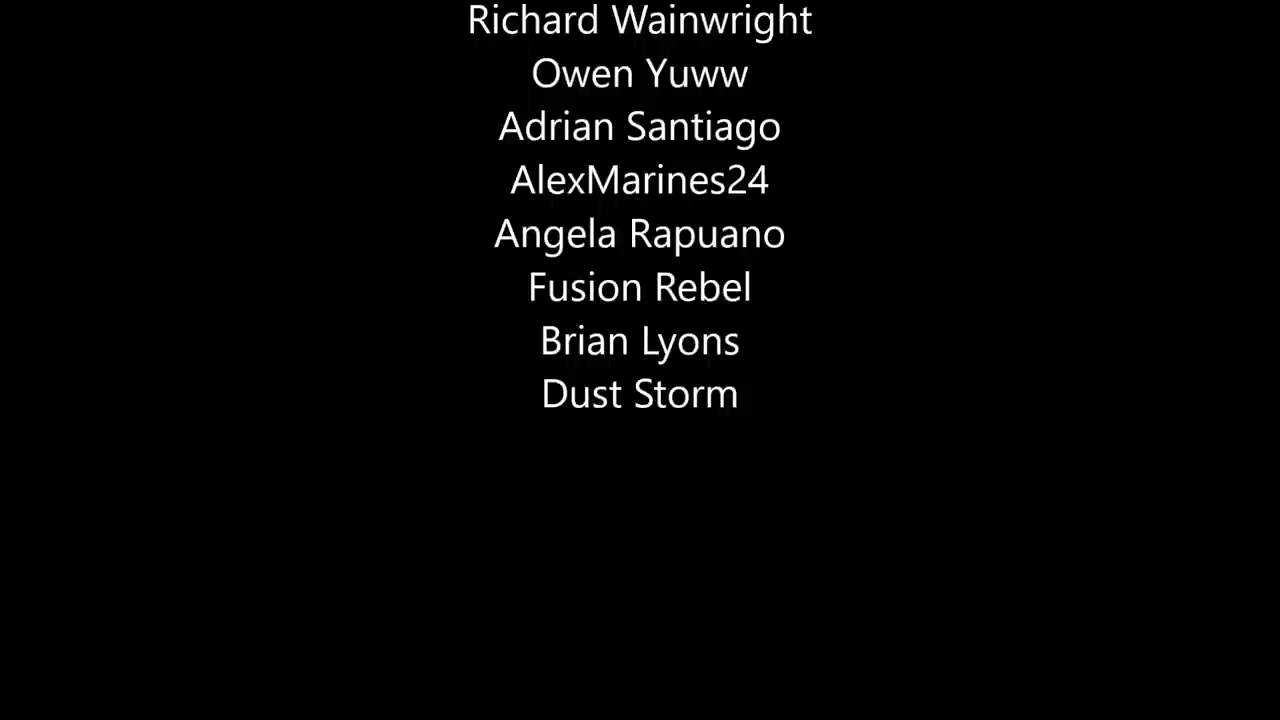 Richard Wainwright
Owen Yuww
Adrian Santiago
AlexMarines24
Angela Rapuano
Fusion Rebel
Brian Lyons
Dust Storm